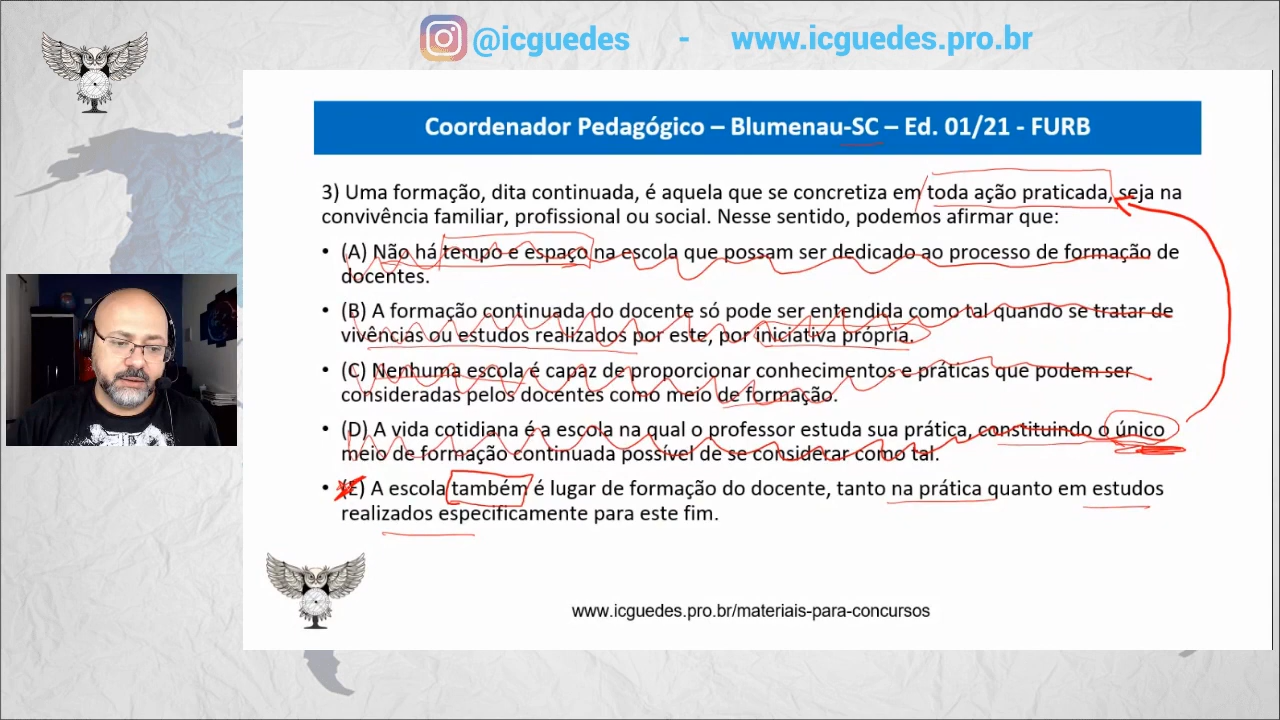 @icguedes - www.icguedes.pro.br
Coordenador Pedagógico – Blumenau-SC – Ed. 01/21 - FURB
3) Uma formação, dita continuada, é aquela que se concretiza em toda ação praticada, seja na
convivência familiar, profissional ou social. Nesse sentido, podemos afirmar que:
• (A) Não há tempo e espaço na escola que possam ser dedicado ao processo de formação de
docentes.
• (B) A formação continuada do docente só pode ser entendida como tal quando se tratar de
vivências ou estudos realizados por este, por iniciativa própria.
• (C) Nenhuma escola é capaz de proporcionar conhecimentos e práticas que podem ser
consideradas pelos docentes como meio de formação.
• (D) A vida cotidiana é a escola na qual o professor estuda sua prática, constituindo o único
meio de formação continuada possível de se considerar como tal.
• (E) A escola também é lugar de formação do docente, tanto na prática quanto em estudos
realizados especificamente para este fim.
www.icguedes.pro.br/materiais-para-concursos